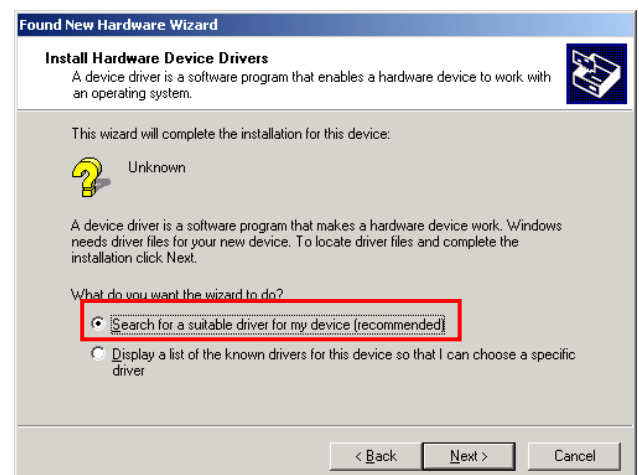 Found New Hardware Wizard
Install Hardware Device Drivers
A device driver is a software program that enables a hardware device to work with
an operating system.
This wizard will complete the installation for this device:
Unknown
A device driver is a software program that makes a hardware device work. Windows
needs driver files for your new device. To locate driver files and complete the
installation click Next.
What do you want the wizard to do?
Search for a suitable driver for my device (recommended)
Display a list of the known drivers for this device so that I can choose a specific
driver
< Back Next > Cancel